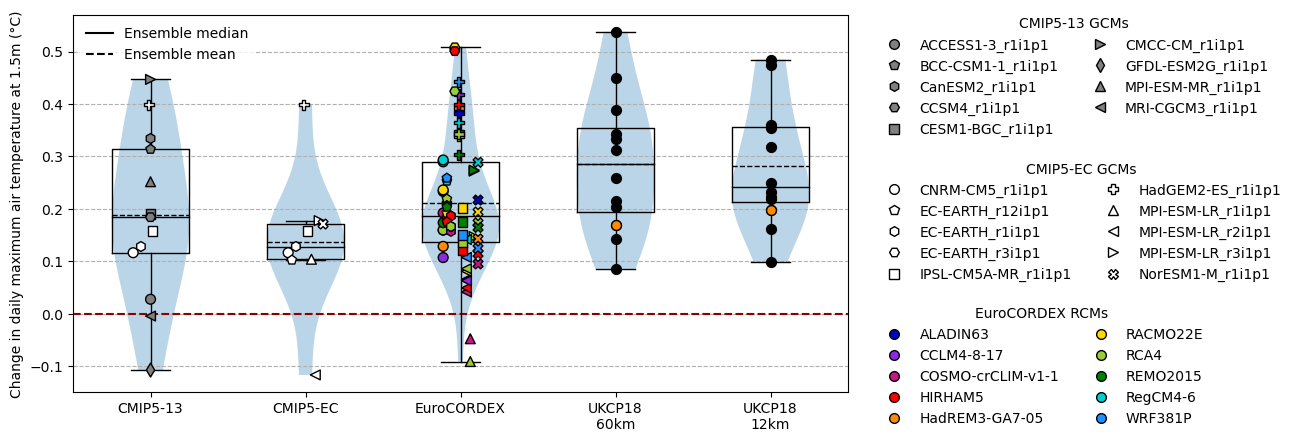 Change in daily maximum air temperature at 1.5m (°C)
0.5
0.4
0.3
0.2
0.1
0.0
−0.1
Ensemble median
Ensemble mean
CMIP5-13
CMIP5-EC
EuroCORDEX
UKCP18
60km
UKCP18
12km
CMIP5-13 GCMs
ACCESS1-3_r1i1p1
BCC-CSM1-1_r1i1p1
CanESM2_r1i1p1
CCSM4_r1i1p1
CESM1-BGC_r1i1p1
CMCC-CM_r1i1p1
GFDL-ESM2G_r1i1p1
MPI-ESM-MR_r1i1p1
MRI-CGCM3_r1i1p1
CMIP5-EC GCMs
CNRM-CM5_r1i1p1
EC-EARTH_r12i1p1
EC-EARTH_r1i1p1
EC-EARTH_r3i1p1
IPSL-CM5A-MR_r1i1p1
HadGEM2-ES_r1i1p1
MPI-ESM-LR_r1i1p1
MPI-ESM-LR_r2i1p1
MPI-ESM-LR_r3i1p1
NorESM1-M_r1i1p1
EuroCORDEX RCMs
ALADIN63
CCLM4-8-17
COSMO-crCLIM-v1-1
HIRHAM5
HadREM3-GA7-05
RACMO22E
RCA4
REMO2015
RegCM4-6
WRF381P